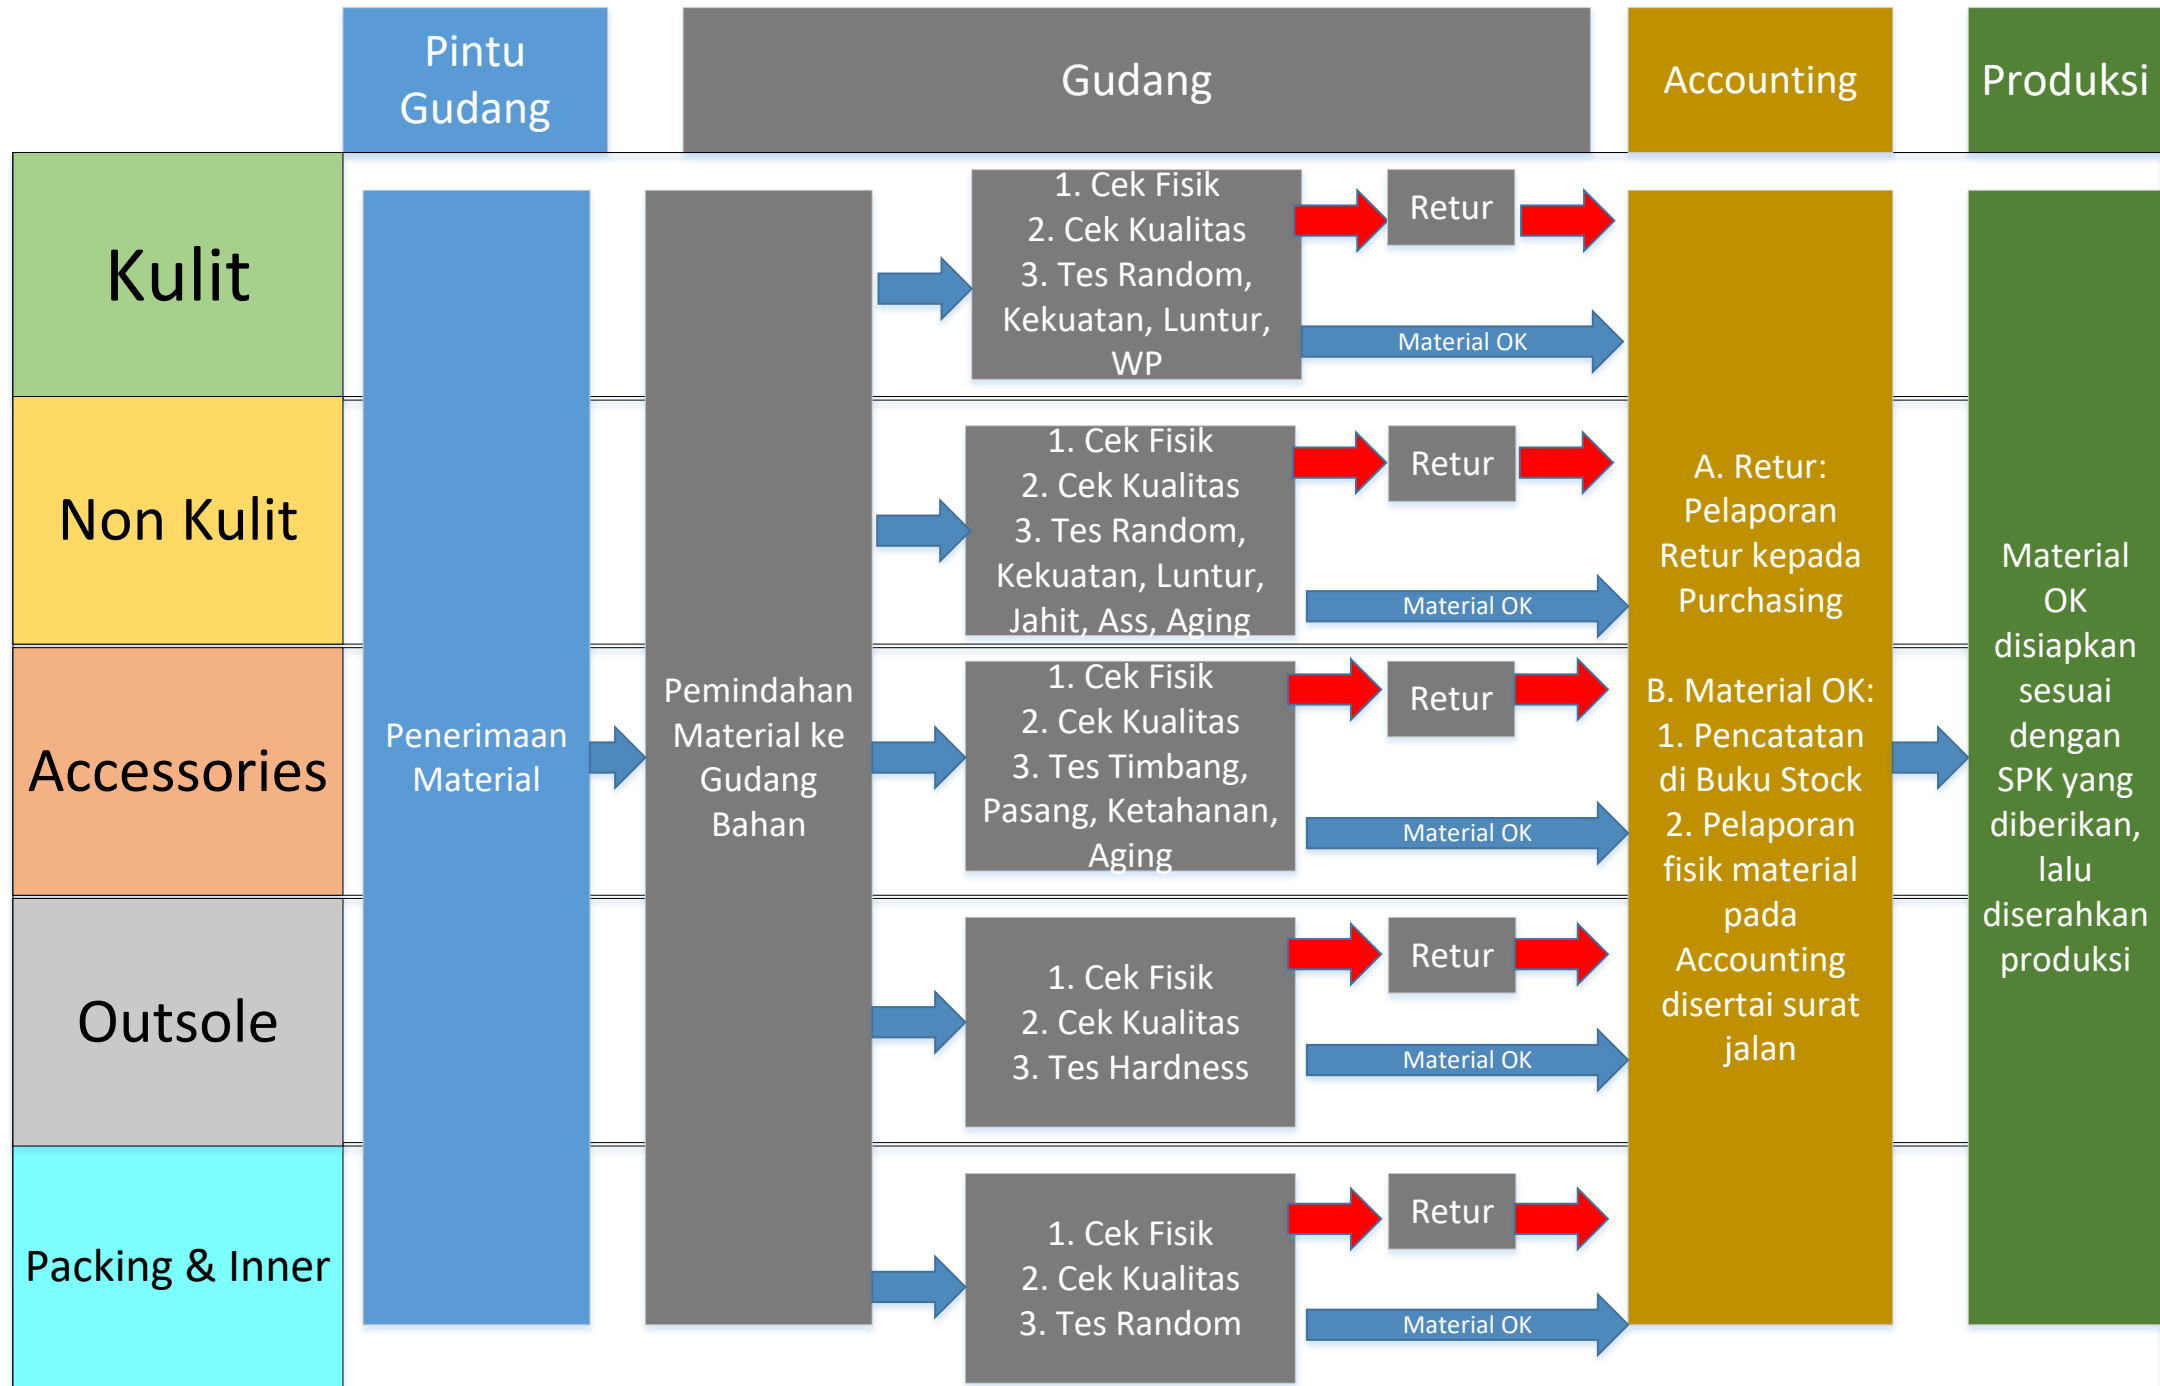 Pintu
Gudang
Gudang
Accounting
Produksi
Kulit
Non Kulit
Accessories
Outsole
Packing & Inner
Penerimaan
Material
Pemindahan
Material ke
Gudang
Bahan
1. Cek Fisik
2. Cek Kualitas
3. Tes Random,
Kekuatan, Luntur,
WP
Retur
Material OK
1. Cek Fisik
2. Cek Kualitas
3. Tes Random,
Kekuatan, Luntur,
Jahit, Ass, Aging
Retur
Material OK
1. Cek Fisik
2. Cek Kualitas
3. Tes Timbang,
Pasang, Ketahanan,
Aging
Retur
Material OK
1. Cek Fisik
2. Cek Kualitas
3. Tes Hardness
Retur
Material OK
1. Cek Fisik
2. Cek Kualitas
3. Tes Random
Retur
Material OK
A. Retur:
Pelaporan
Retur kepada
Purchasing
B. Material OK:
1. Pencatatan
di Buku Stock
2. Pelaporan
fisik material
pada
Accounting
disertai surat
jalan
Material
OK
disiapkan
sesuai
dengan
SPK yang
diberikan,
lalu
diserahkan
produksi